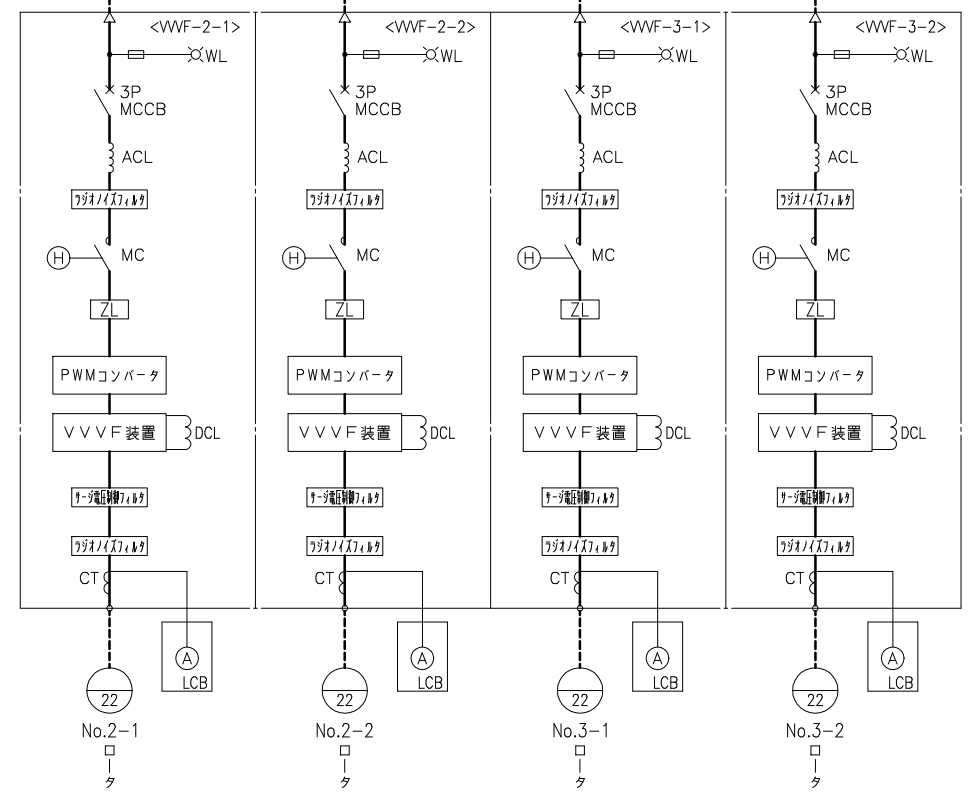 <VVVF-2-1>
WL
3P
MCCB
ACL
ラジオノイズフィルタ
H
MC
ZL
PWMコンバータ
VVVF装置
DCL
サージ電圧制御フィルタ
ラジオノイズフィルタ
CT
A
LCB
22
No.2-1
ロータ
<VVVF-2-2>
WL
3P
MCCB
ACL
ラジオノイズフィルタ
H
MC
ZL
PWMコンバータ
VVVF装置
DCL
サージ電圧制御フィルタ
ラジオノイズフィルタ
CT
A
LCB
22
No.2-2
ロータ
<VVVF-3-1>
WL
3P
MCCB
ACL
ラジオノイズフィルタ
H
MC
ZL
PWMコンバータ
VVVF装置
DCL
サージ電圧制御フィルタ
ラジオノイズフィルタ
CT
A
LCB
22
No.3-1
ロータ
<VVVF-3-2>
WL
3P
MCCB
ACL
ラジオノイズフィルタ
H
MC
ZL
PWMコンバータ
VVVF装置
DCL
サージ電圧制御フィルタ
ラジオノイズフィルタ
CT
A
LCB
22
No.3-2
ロータ